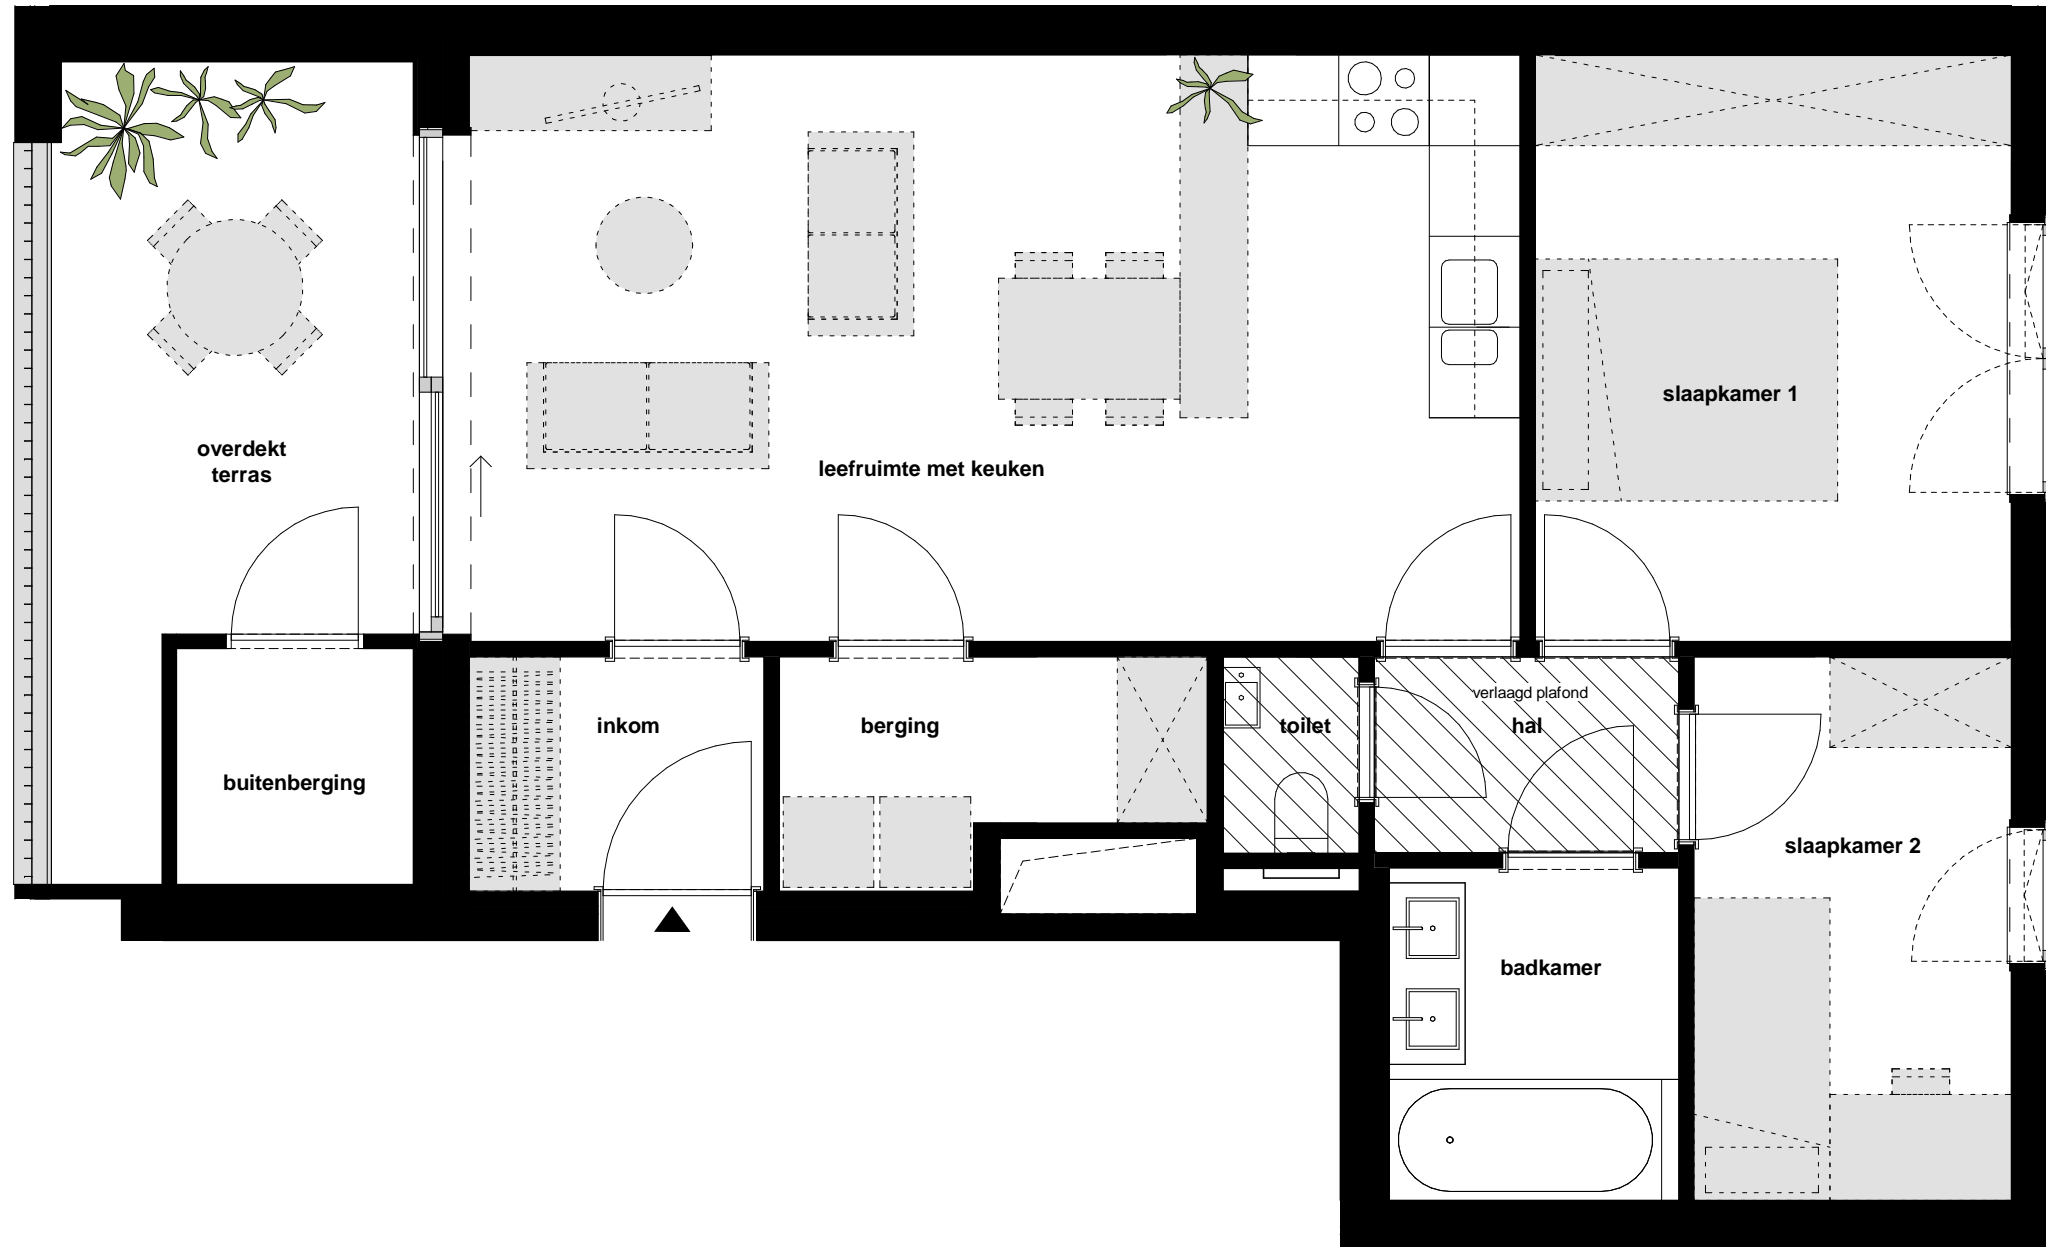 slaapkamer 1
overdekt
terras
leefruimte met keuken
verlaagd plafond
inkom
berging
toilet
hal
buitenberging
slaapkamer 2
badkamer